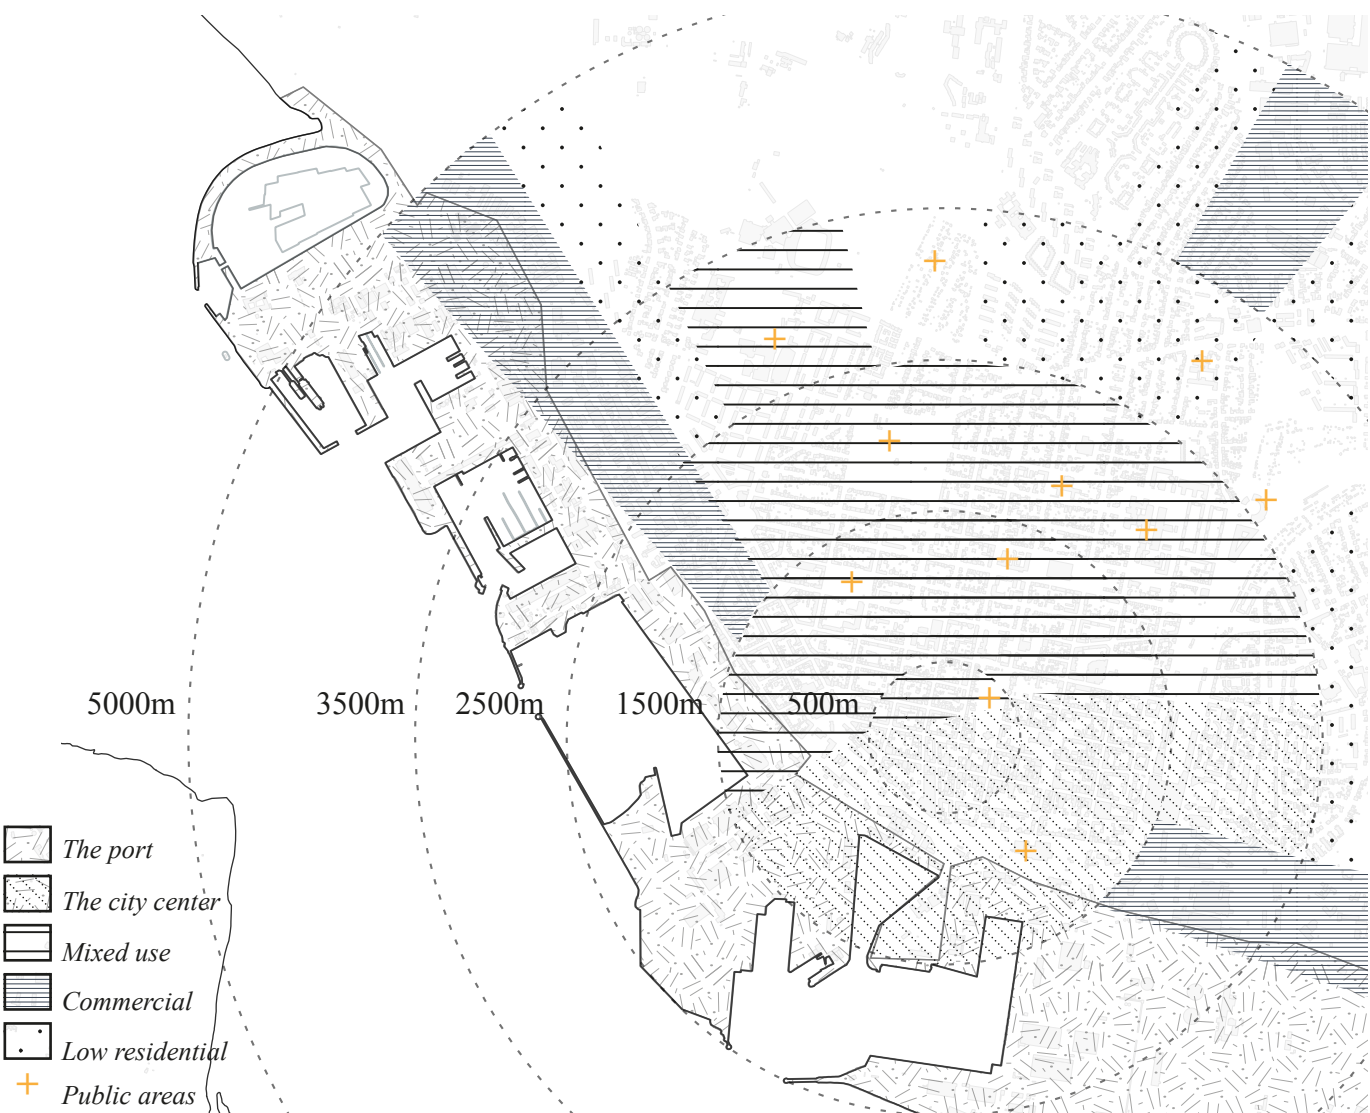 5000m 3500m 2500m 1500m 500m
The port
The city center
Mixed use
Commercial
Low residential
Public areas